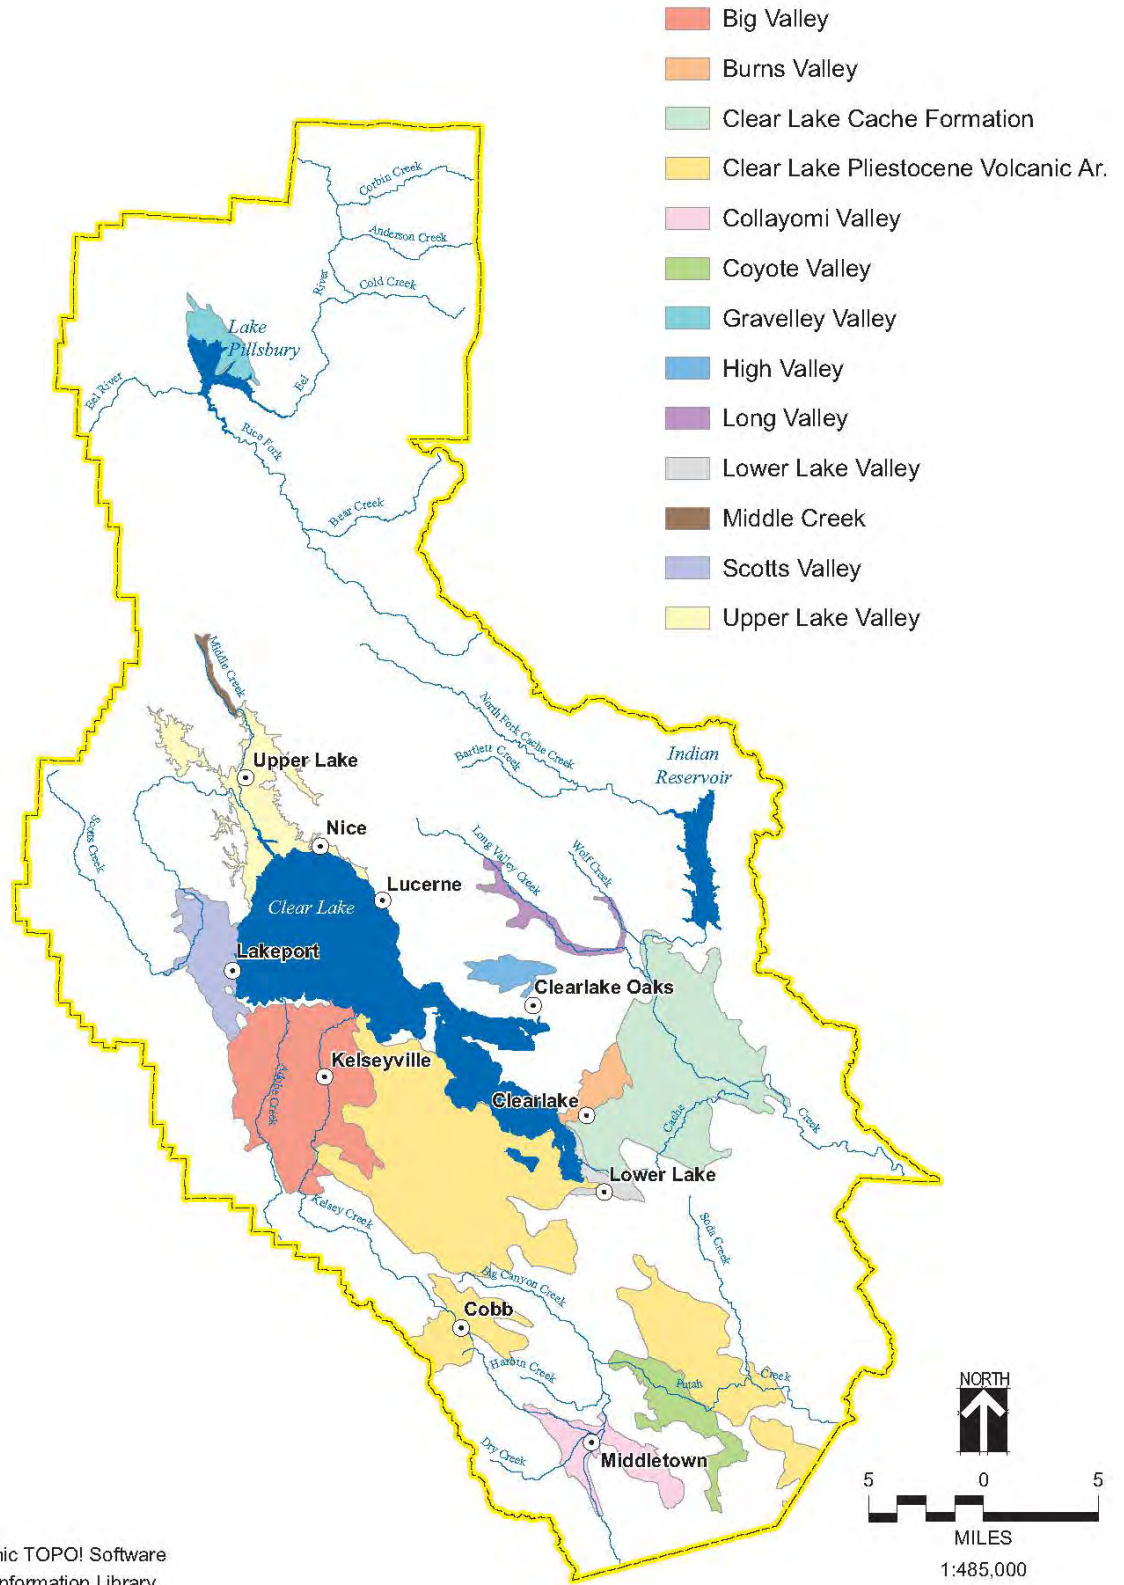 Big Valley
Burns Valley
Clear Lake Cache Formation
Clear Lake Pliestocene Volcanic Ar.
Collayomi Valley
Coyote Valley
Gravelley Valley
High Valley
Long Valley
Lower Lake Valley
Middle Creek
Scotts Valley
Upper Lake Valley
Corbin Creek
Anderson Creek
River
Cold Creek
Lake
Pillsbury
Eel River
Eel
Rice Fork
Bear Creek
Middle Creek
North Fork Cache Creek
Bartlett Creek
Indian
Reservoir
Upper Lake
Nice
Scotts Creek
Long Valley Creek
Wolf Creek
Lucerne
Clear Lake
Lakeport
Clearlake Oaks
Kelseyville
Adobe Creek
Clearlake
Cache
Creek
Lower Lake
Kelsey Creek
Soda Creek
Big Canyon Creek
Cobb
Harbin Creek
Putah
Creek
Dry Creek
Middletown
NORTH
5 0 5
MILES
1:485,000
nic TOPO! Software
nformation Library